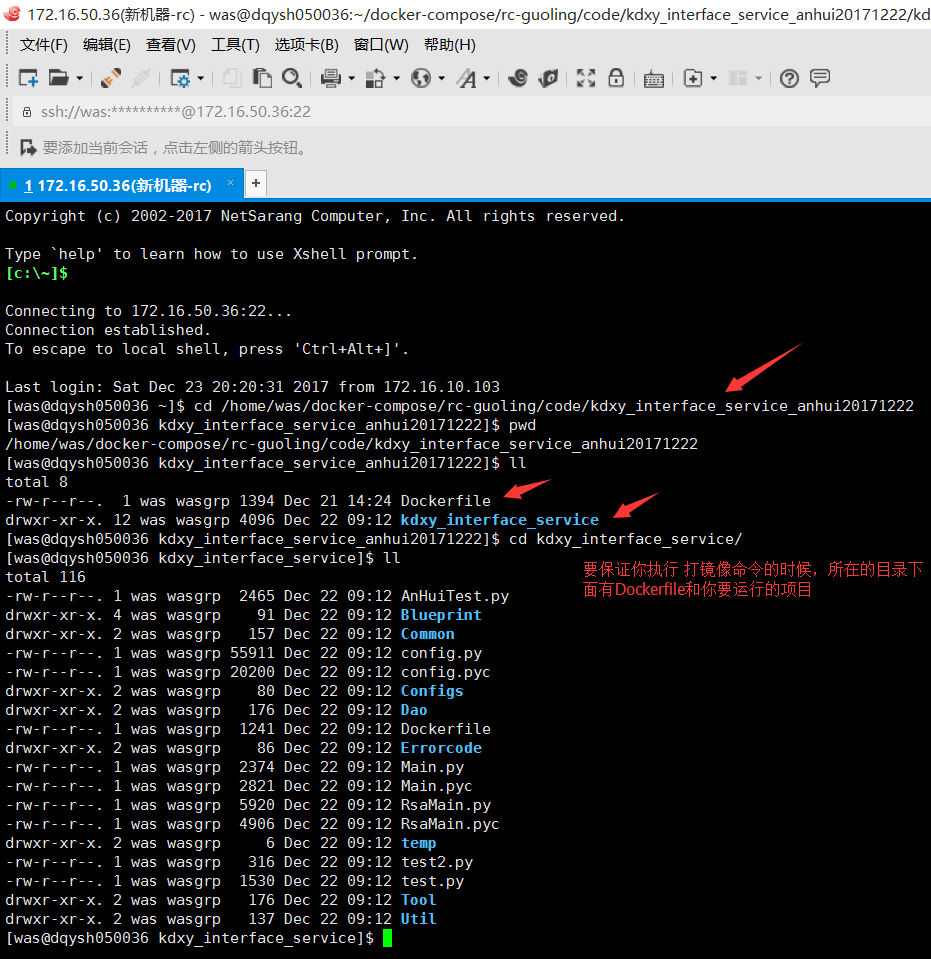 172.16.50.36(新机器-rc) - was@dqysh050036:~/docker-compose/rc-guoling/code/kdxy_interface_service_anhui20171222/kd
文件(F) 编辑(E) 查看(V) 工具(T) 选项卡(B) 窗口(W) 帮助(H)
ssh://was:**********@172.16.50.36:22
要添加当前会话，点击左侧的箭头按钮。
1 172.16.50.36(新机器-rc) × +
Copyright (c) 2002-2017 NetSarang Computer, Inc. All rights reserved.
Type `help' to learn how to use Xshell prompt.
[c:\~]$
Connecting to 172.16.50.36:22...
Connection established.
To escape to local shell, press 'Ctrl+Alt+]'.
Last login: Sat Dec 23 20:20:31 2017 from 172.16.10.103
[was@dqysh050036 ~]$ cd /home/was/docker-compose/rc-guoling/code/kdxy_interface_service_anhui20171222
[was@dqysh050036 kdxy_interface_service_anhui20171222]$ pwd
/home/was/docker-compose/rc-guoling/code/kdxy_interface_service_anhui20171222
[was@dqysh050036 kdxy_interface_service_anhui20171222]$ ll
total 8
-rw-r--r--.  1 was wasgrp 1394 Dec 21 14:24 Dockerfile
drwxr-xr-x. 12 was wasgrp 4096 Dec 22 09:12 kdxy_interface_service
[was@dqysh050036 kdxy_interface_service_anhui20171222]$ cd kdxy_interface_service/
[was@dqysh050036 kdxy_interface_service]$ ll
total 116
要保证你执行 打镜像命令的时候，所在的目录下
面有Dockerfile和你要运行的项目
-rw-r--r--. 1 was wasgrp  2465 Dec 22 09:12 AnHuiTest.py
drwxr-xr-x. 4 was wasgrp    91 Dec 22 09:12 Blueprint
drwxr-xr-x. 2 was wasgrp   157 Dec 22 09:12 Common
-rw-r--r--. 1 was wasgrp 55911 Dec 22 09:12 config.py
-rw-r--r--. 1 was wasgrp 20200 Dec 22 09:12 config.pyc
drwxr-xr-x. 2 was wasgrp    80 Dec 22 09:12 Configs
drwxr-xr-x. 2 was wasgrp   176 Dec 22 09:12 Dao
-rw-r--r--. 1 was wasgrp  1241 Dec 22 09:12 Dockerfile
drwxr-xr-x. 2 was wasgrp    86 Dec 22 09:12 Errorcode
-rw-r--r--. 1 was wasgrp  2374 Dec 22 09:12 Main.py
-rw-r--r--. 1 was wasgrp  2821 Dec 22 09:12 Main.pyc
-rw-r--r--. 1 was wasgrp  5920 Dec 22 09:12 RsaMain.py
-rw-r--r--. 1 was wasgrp  4906 Dec 22 09:12 RsaMain.pyc
drwxr-xr-x. 2 was wasgrp     6 Dec 22 09:12 temp
-rw-r--r--. 1 was wasgrp   316 Dec 22 09:12 test2.py
-rw-r--r--. 1 was wasgrp  1530 Dec 22 09:12 test.py
drwxr-xr-x. 2 was wasgrp   176 Dec 22 09:12 Tool
drwxr-xr-x. 2 was wasgrp   137 Dec 22 09:12 Util
[was@dqysh050036 kdxy_interface_service]$